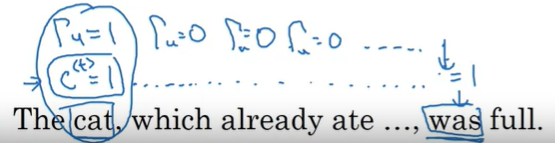 Γu=1 Γu=0 Γu=0 Γu=0 .....
→ c<t>=1 ................. =1
The cat, which already ate …, was full.